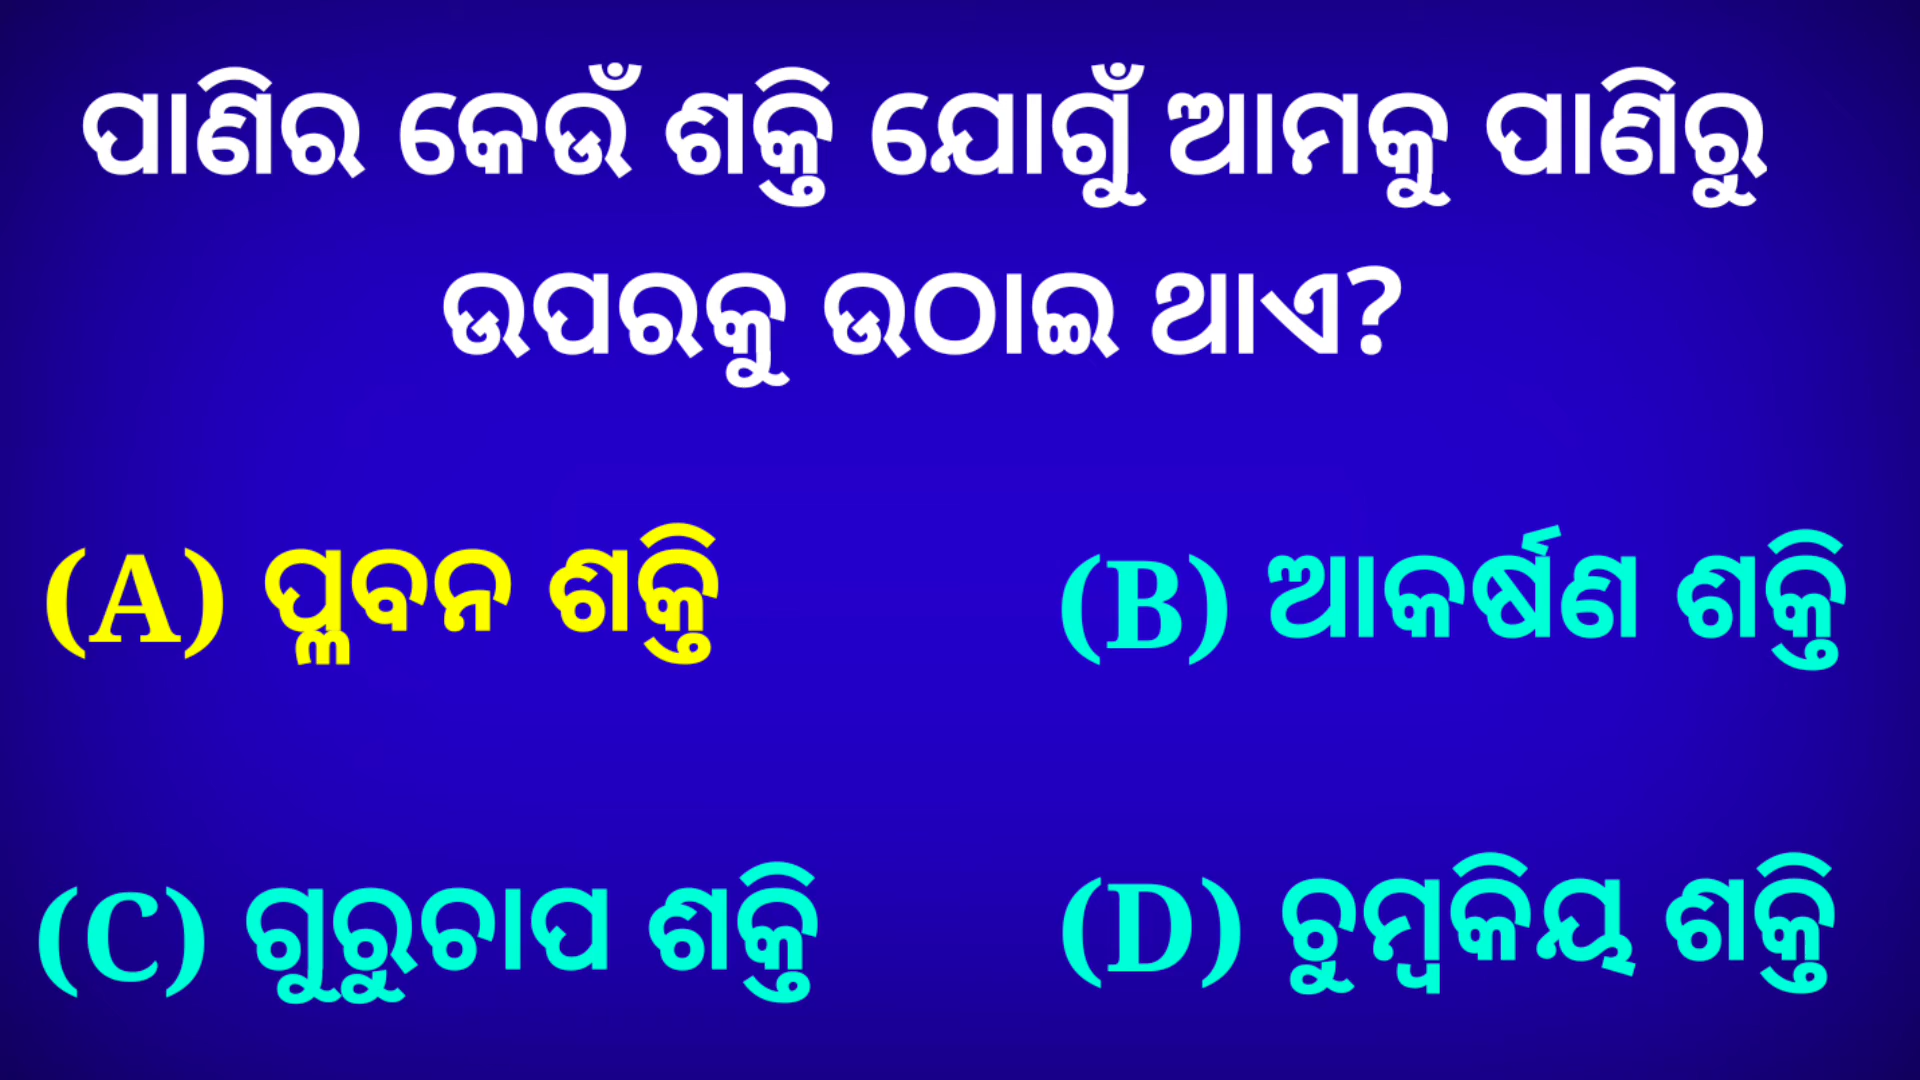 ପାଣିର କେଉଁ ଶକ୍ତି ଯୋଗୁଁ ଆମକୁ ପାଣିରୁ
ଉପରକୁ ଉଠାଇ ଥାଏ?
(A) ପ୍ଳବନ ଶକ୍ତି
(B) ଆକର୍ଷଣ ଶକ୍ତି
(C) ଗୁରୁଚାପ ଶକ୍ତି
(D) ଚୁମ୍ବକିୟ ଶକ୍ତି